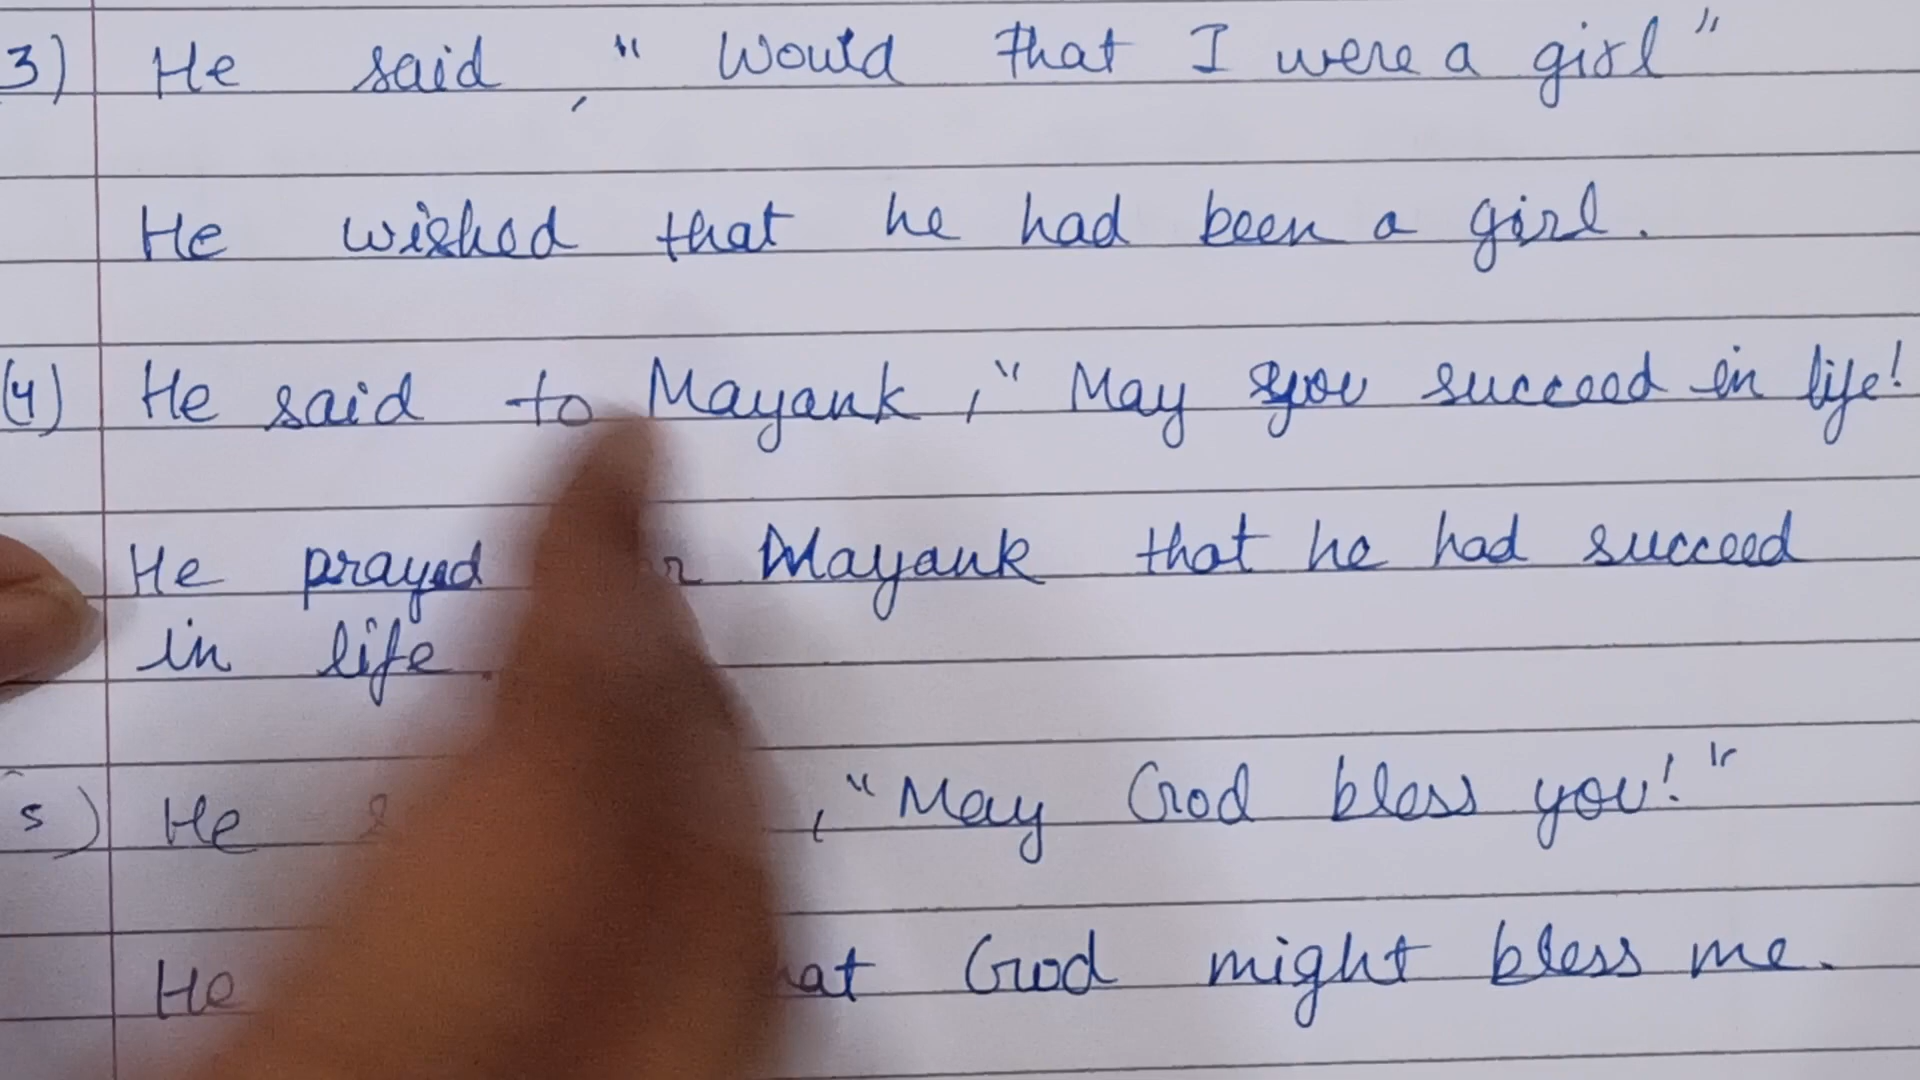 3) He said, " Would that I were a girl "
He wished that he had been a girl.
(4) He said to Mayank, " May you succeed in life!
He prayed Mayank that he had succeed
in life.
5) He , " May God bless you! "
He God might bless me.